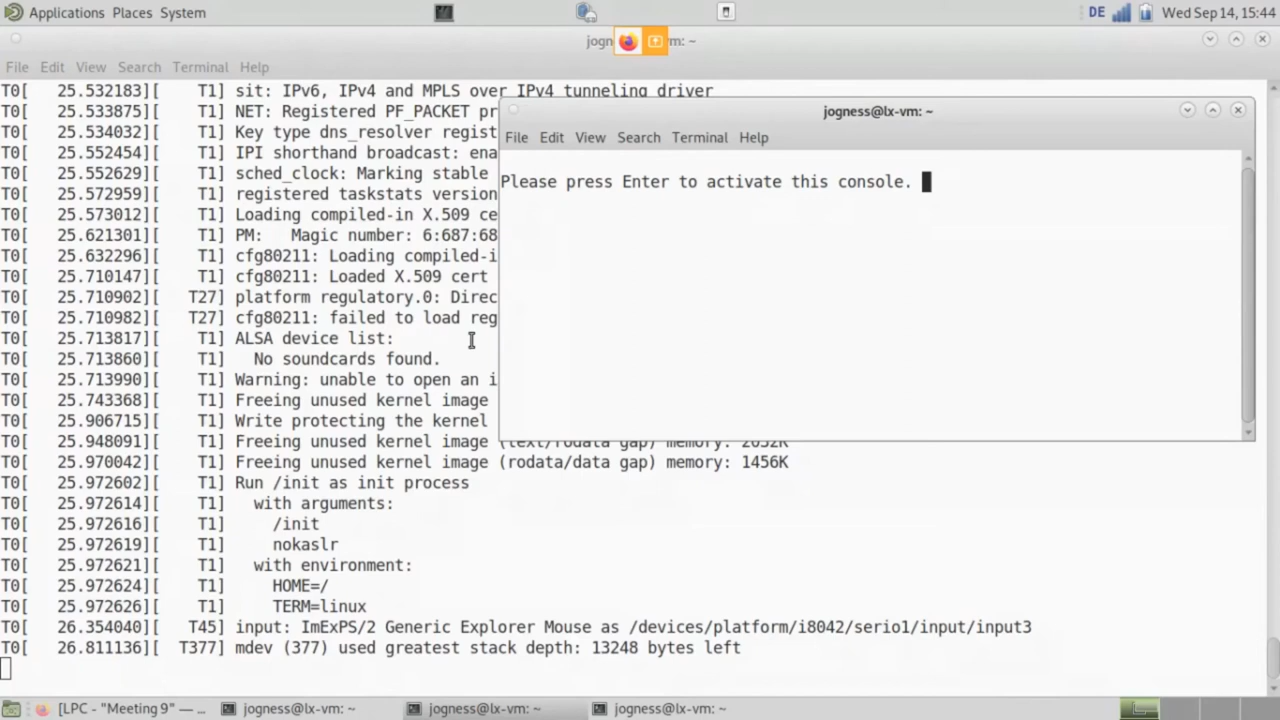 Applications Places System
DE Wed Sep 14, 15:44
jogn m: ~
File Edit View Search Terminal Help
T0[ 25.532183][ T1] sit: IPv6, IPv4 and MPLS over IPv4 tunneling driver
T0[ 25.533875][ T1] NET: Registered PF_PACKET pr
T0[ 25.534032][ T1] Key type dns_resolver regist
T0[ 25.552454][ T1] IPI shorthand broadcast: ena
T0[ 25.552629][ T1] sched_clock: Marking stable
T0[ 25.572959][ T1] registered taskstats version
T0[ 25.573012][ T1] Loading compiled-in X.509 ce
T0[ 25.621301][ T1] PM: Magic number: 6:687:68
T0[ 25.632296][ T1] cfg80211: Loading compiled-i
T0[ 25.710147][ T1] cfg80211: Loaded X.509 cert
T0[ 25.710902][ T27] platform regulatory.0: Direc
T0[ 25.710982][ T27] cfg80211: failed to load reg
T0[ 25.713817][ T1] ALSA device list:
T0[ 25.713860][ T1] No soundcards found.
T0[ 25.713990][ T1] Warning: unable to open an i
T0[ 25.743368][ T1] Freeing unused kernel image
T0[ 25.906715][ T1] Write protecting the kernel
T0[ 25.948091][ T1] Freeing unused kernel image (text/rodata gap) memory: 2032K
T0[ 25.970042][ T1] Freeing unused kernel image (rodata/data gap) memory: 1456K
T0[ 25.972602][ T1] Run /init as init process
T0[ 25.972614][ T1] with arguments:
T0[ 25.972616][ T1] /init
T0[ 25.972619][ T1] nokaslr
T0[ 25.972621][ T1] with environment:
T0[ 25.972624][ T1] HOME=/
T0[ 25.972626][ T1] TERM=linux
T0[ 26.354040][ T45] input: ImExPS/2 Generic Explorer Mouse as /devices/platform/i8042/serio1/input/input3
T0[ 26.811136][ T377] mdev (377) used greatest stack depth: 13248 bytes left
jogness@lx-vm: ~
File Edit View Search Terminal Help
Please press Enter to activate this console.
[LPC - "Meeting 9" — ... jogness@lx-vm: ~ jogness@lx-vm: ~ jogness@lx-vm: ~